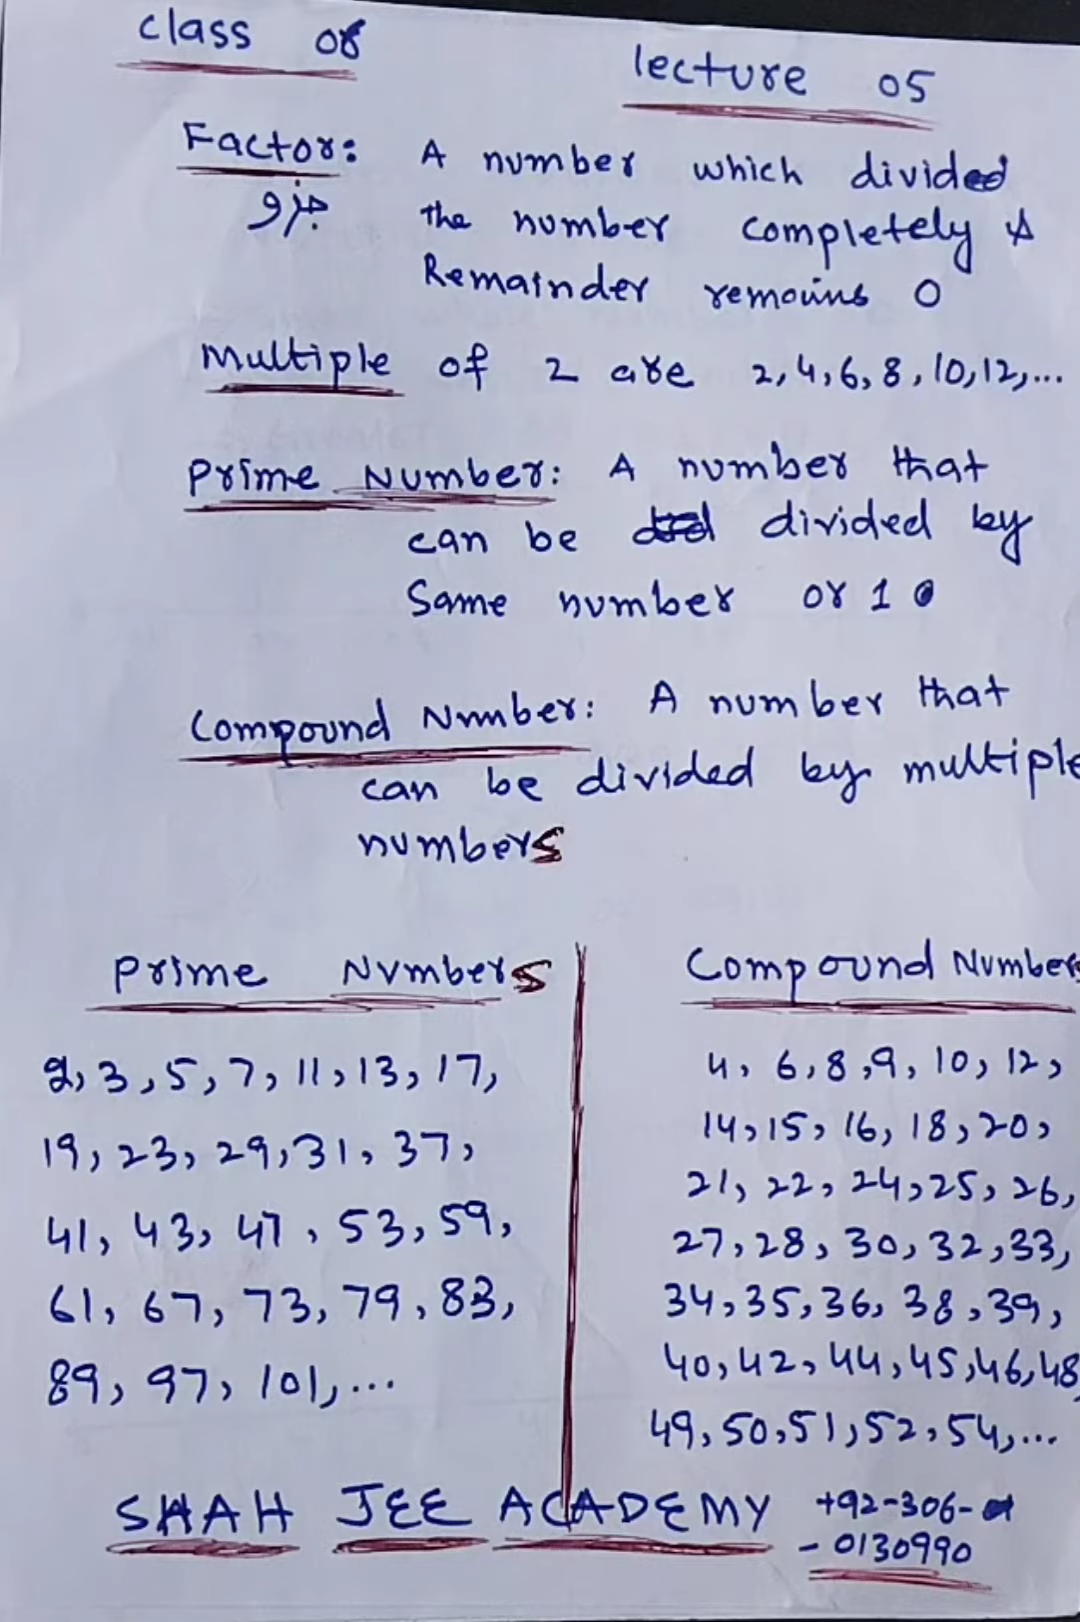 class 08
lecture 05
Factor: A number which divided
جزو the number completely &
Remainder remains 0
Multiple of 2 are 2, 4, 6, 8, 10, 12, ...
Prime Number: A number that
can be divided by
Same number or 1
Compound Number: A number that
can be divided by multiple
numbers
Prime Numbers
2, 3, 5, 7, 11, 13, 17,
19, 23, 29, 31, 37,
41, 43, 47, 53, 59,
61, 67, 73, 79, 83,
89, 97, 101, ...
Compound Numbers
4, 6, 8, 9, 10, 12,
14, 15, 16, 18, 20,
21, 22, 24, 25, 26,
27, 28, 30, 32, 33,
34, 35, 36, 38, 39,
40, 42, 44, 45, 46, 48,
49, 50, 51, 52, 54, ...
SHAH JEE ACADEMY
+92-306-
-0130990